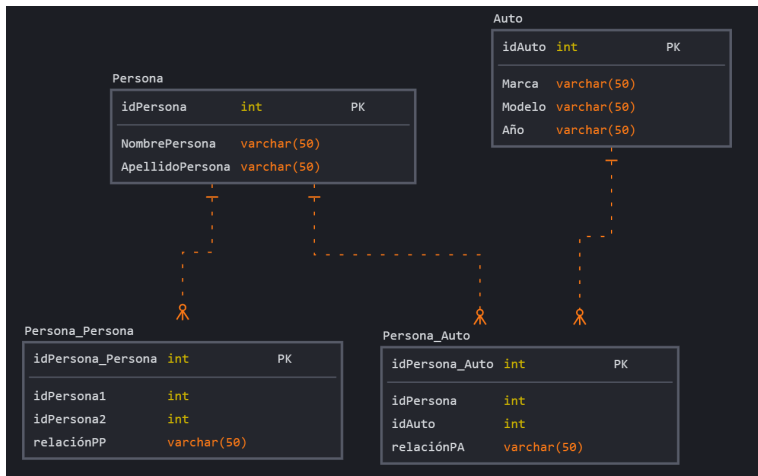 Auto
idAuto int PK
Marca varchar(50)
Modelo varchar(50)
Año varchar(50)
Persona
idPersona int PK
NombrePersona varchar(50)
ApellidoPersona varchar(50)
Persona_Persona
idPersona_Persona int PK
idPersona1 int
idPersona2 int
relaciónPP varchar(50)
Persona_Auto
idPersona_Auto int PK
idPersona int
idAuto int
relaciónPA varchar(50)